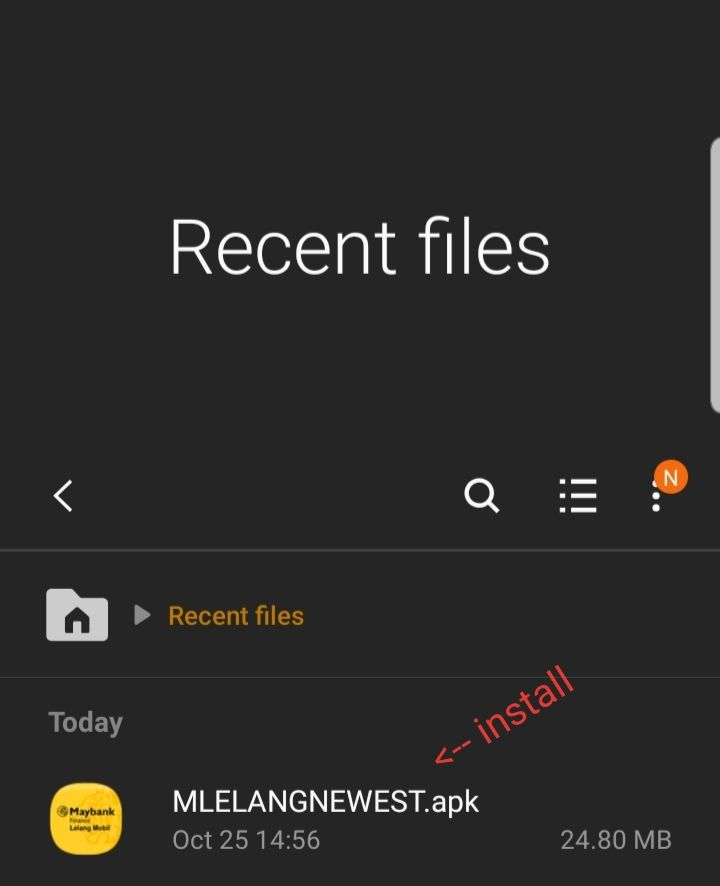 Recent files
N
Recent files
Today
<-- install
Maybank
Finance
Lelang Mobil
MLELANGNEWEST.apk
Oct 25 14:56
24.80 MB